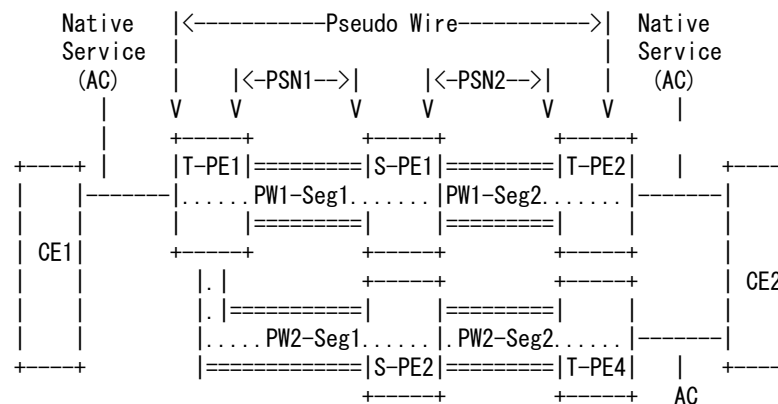 Native |<-----------Pseudo Wire----------->| Native
Service | | Service
(AC) | |<-PSN1-->| |<-PSN2-->| | (AC)
| V V V V V V |
| +-----+ +-----+ +-----+
+----+ | |T-PE1|=========|S-PE1|=========|T-PE2| | +----
| |-------|......PW1-Seg1.......|PW1-Seg2.......|-------|
| | | |=========| |=========| | |
| CE1| +-----+ +-----+ +-----+ |
| | |.| +-----+ +-----+ | CE2
| | |.|===========| |=========| | |
| | |.....PW2-Seg1......|.PW2-Seg2......|-------|
+----+ |=============|S-PE2|=========|T-PE4| | +----
+-----+ +-----+ AC